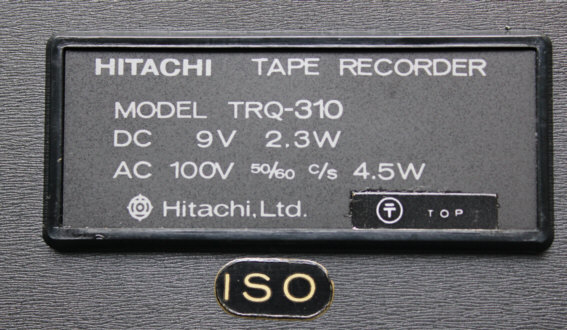 HITACHI TAPE RECORDER
MODEL TRQ-310
DC 9V 2.3W
AC 100V 50/60 c/s 4.5W
Hitachi, Ltd. 〒 TOP
ISO